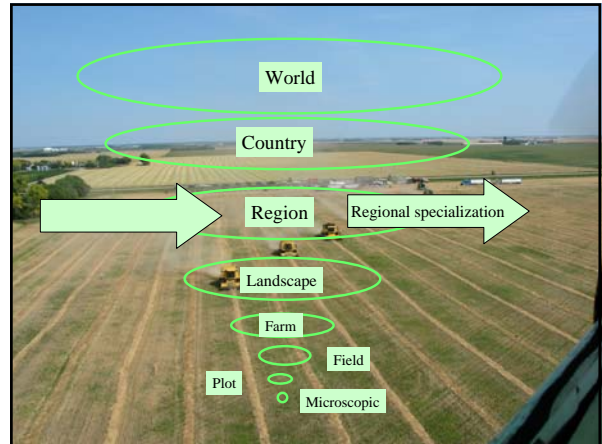 World
Country
Region
Regional specialization
Landscape
Farm
Field
Plot
Microscopic